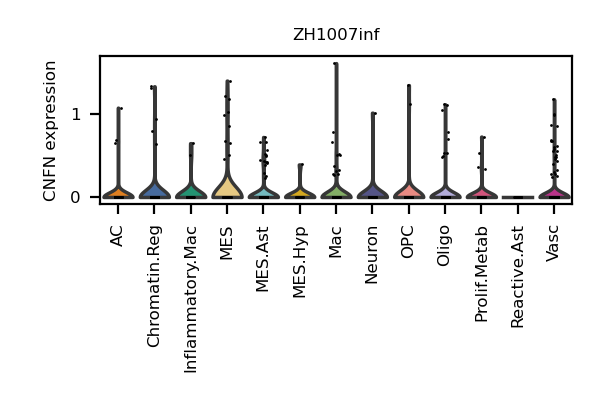 ZH1007inf
CNFN expression
1
0
AC
Chromatin.Reg
Inflammatory.Mac
MES
MES.Ast
MES.Hyp
Mac
Neuron
OPC
Oligo
Prolif.Metab
Reactive.Ast
Vasc